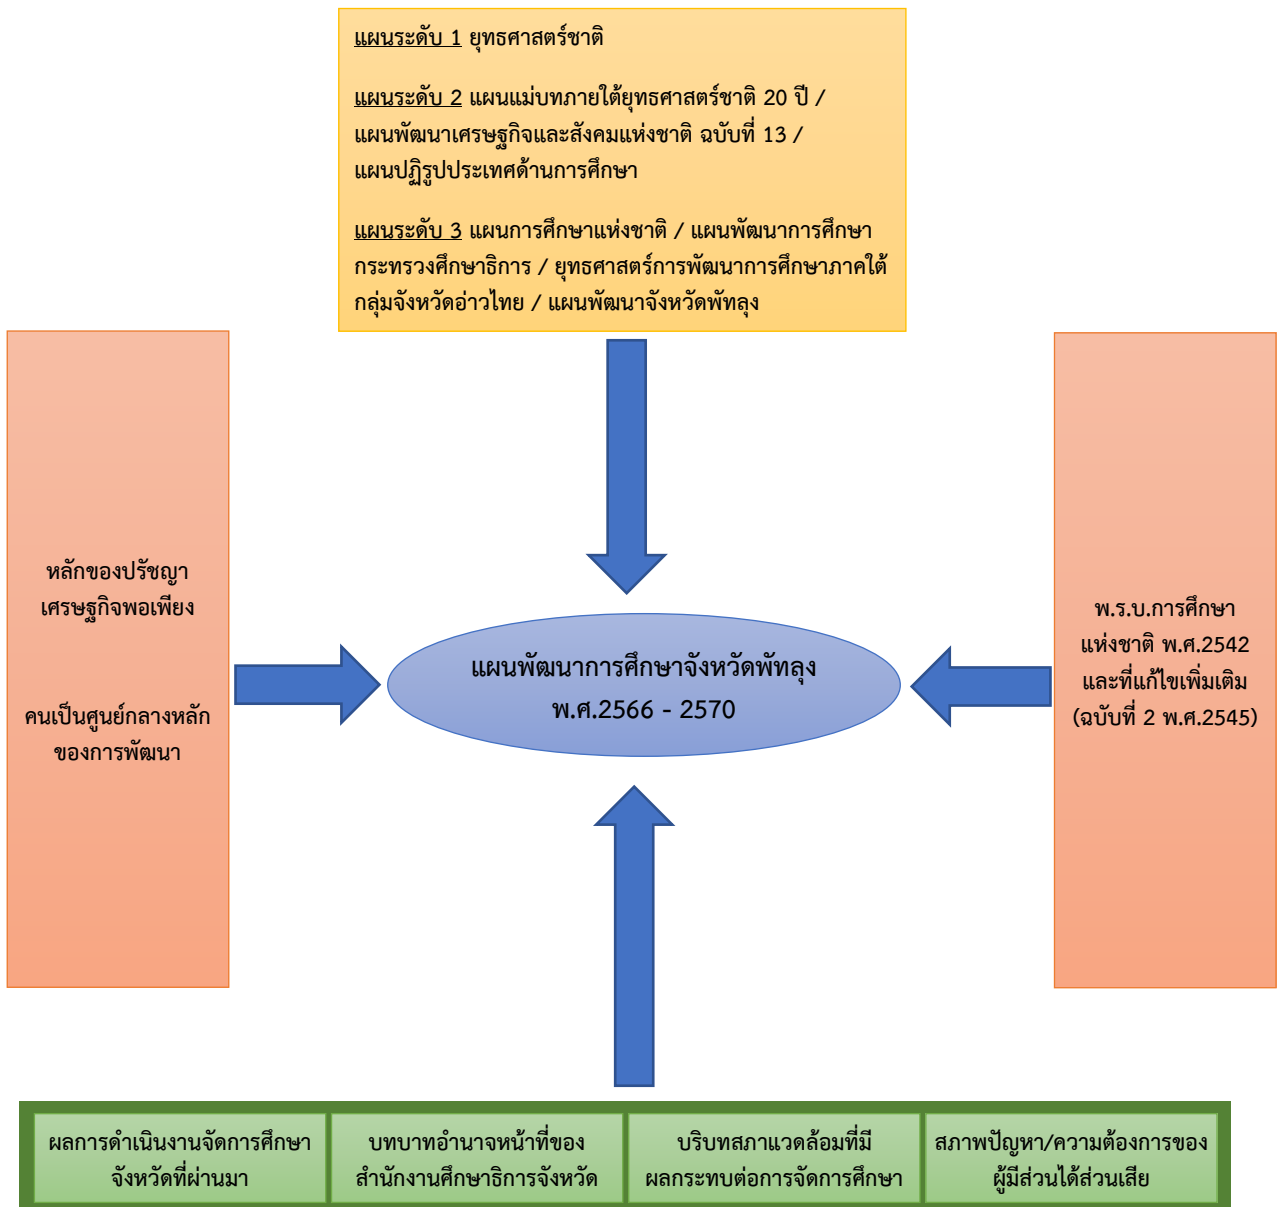 แผนระดับ 1 ยุทธศาสตร์ชาติ
แผนระดับ 2 แผนแม่บทภายใต้ยุทธศาสตร์ชาติ 20 ปี /
แผนพัฒนาเศรษฐกิจและสังคมแห่งชาติ ฉบับที่ 13 /
แผนปฏิรูปประเทศด้านการศึกษา
แผนระดับ 3 แผนการศึกษาแห่งชาติ / แผนพัฒนาการศึกษา
กระทรวงศึกษาธิการ / ยุทธศาสตร์การพัฒนาการศึกษาภาคใต้
กลุ่มจังหวัดอ่าวไทย / แผนพัฒนาจังหวัดพัทลุง
หลักของปรัชญา
เศรษฐกิจพอเพียง
คนเป็นศูนย์กลางหลัก
ของการพัฒนา
แผนพัฒนาการศึกษาจังหวัดพัทลุง
พ.ศ.2566 - 2570
พ.ร.บ.การศึกษา
แห่งชาติ พ.ศ.2542
และที่แก้ไขเพิ่มเติม
(ฉบับที่ 2 พ.ศ.2545)
ผลการดำเนินงานจัดการศึกษา
จังหวัดที่ผ่านมา
บทบาทอำนาจหน้าที่ของ
สำนักงานศึกษาธิการจังหวัด
บริบทสภาแวดล้อมที่มี
ผลกระทบต่อการจัดการศึกษา
สภาพปัญหา/ความต้องการของ
ผู้มีส่วนได้ส่วนเสีย